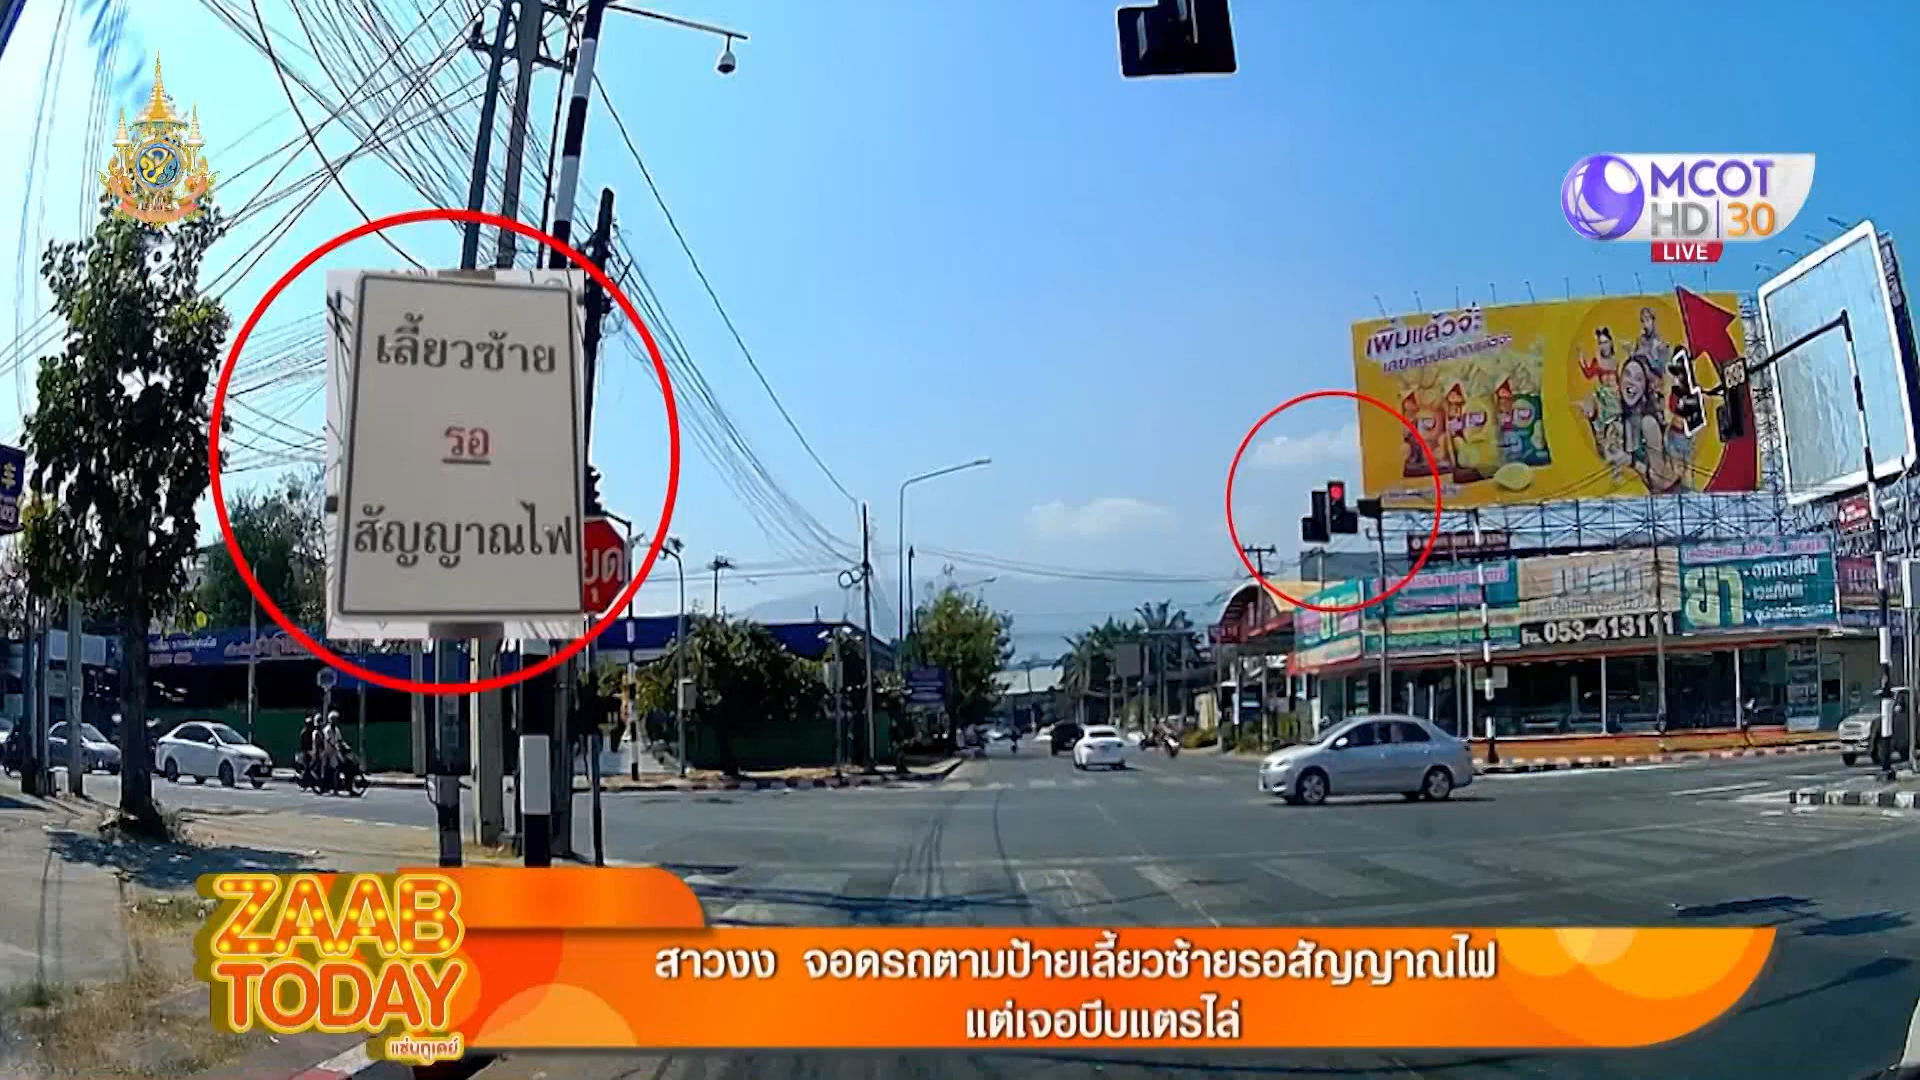 MCOT
HD 30
LIVE
เลี้ยวซ้าย
รอ
สัญญาณไฟ
เพิ่มแล้วจ้ะ
ยา
โทร. 053-413111
ZAAB
TODAY
แซ่บทูเดย์
สาวงง จอดรถตามป้ายเลี้ยวซ้ายรอสัญญาณไฟ
แต่เจอบีบแตรไล่